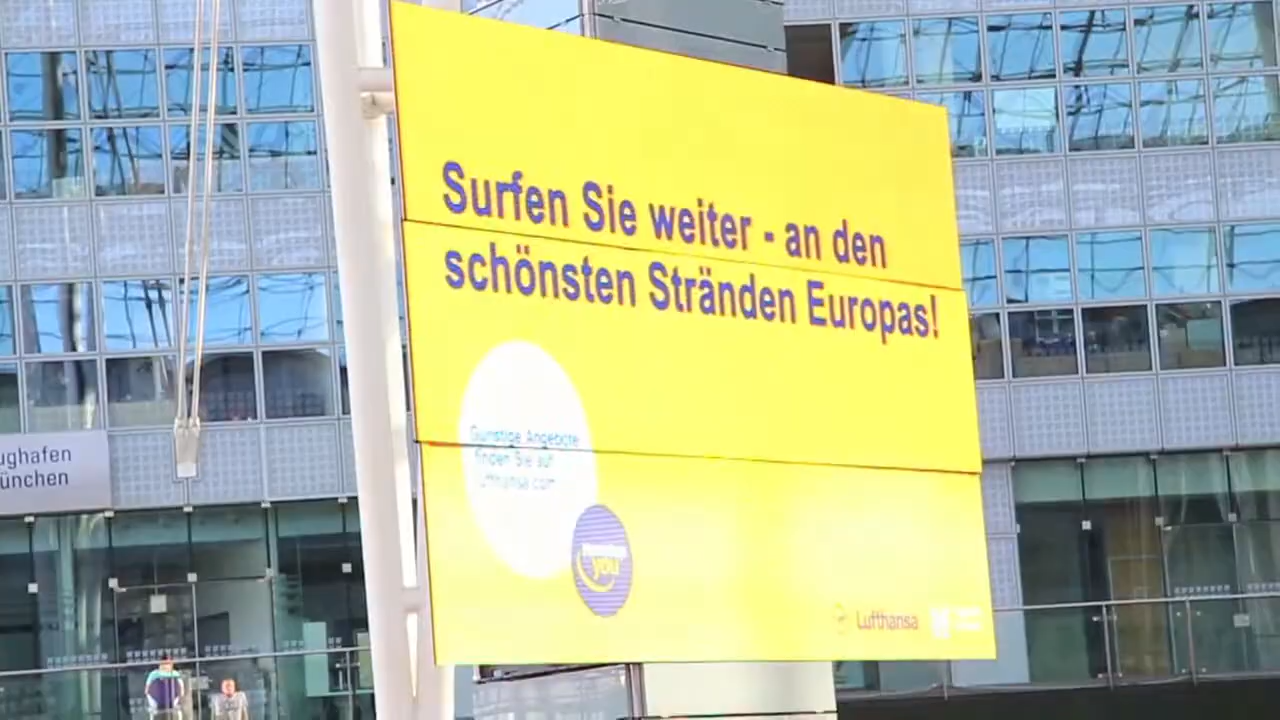 Surfen Sie weiter - an den
schönsten Stränden Europas!
Günstige Angebote
finden Sie auf
lufthansa.com
you
Lufthansa
ughafen
ünchen